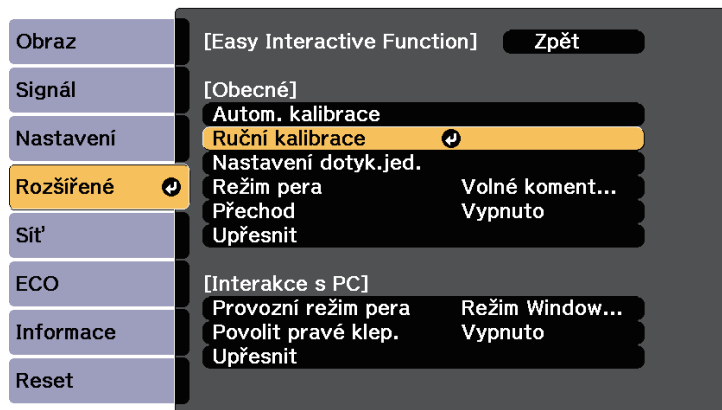 Obraz
Signál
Nastavení
Rozšířené
Síť
ECO
Informace
Reset
[Easy Interactive Function] Zpět
[Obecné]
Autom. kalibrace
Ruční kalibrace
Nastavení dotyk.jed.
Režim pera Volné koment...
Přechod Vypnuto
Upřesnit
[Interakce s PC]
Provozní režim pera Režim Window...
Povolit pravé klep. Vypnuto
Upřesnit